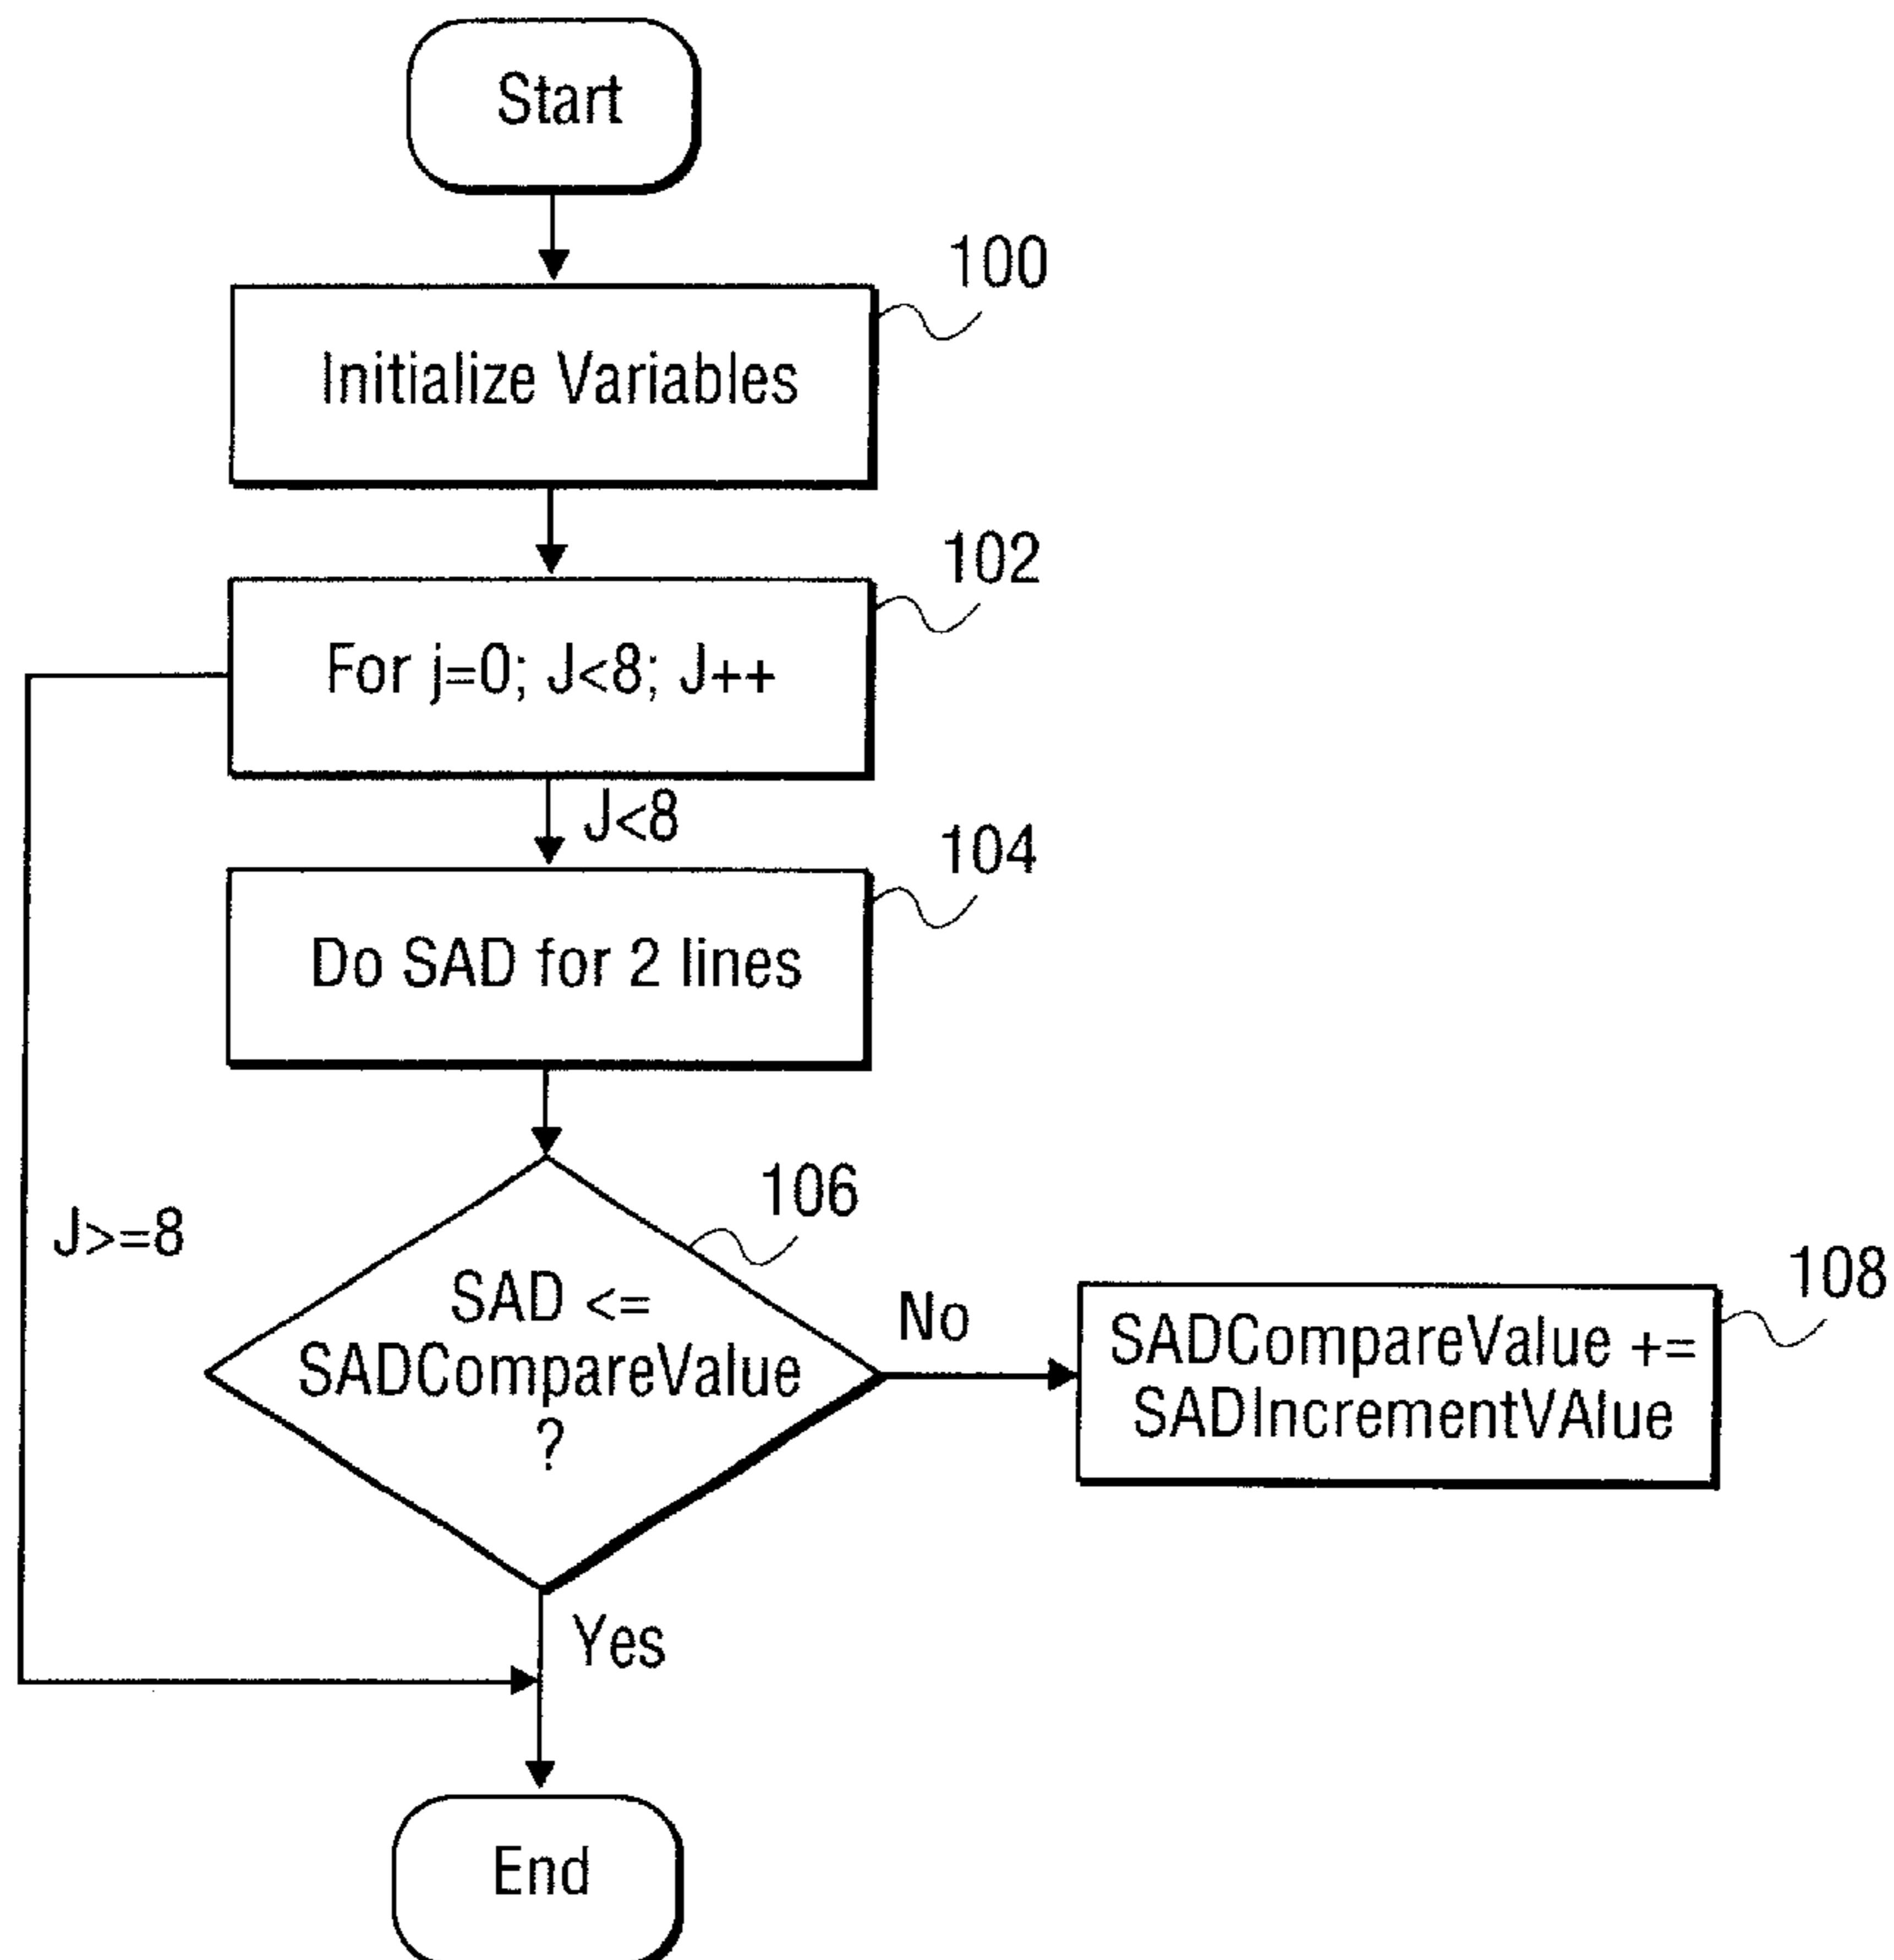 Start
100
Initialize Variables
102
For j=0; J<8; J++
J<8
104
Do SAD for 2 lines
106
J>=8
SAD <=
SADCompareValue
?
No
108
SADCompareValue +=
SADIncrementVAlue
Yes
End